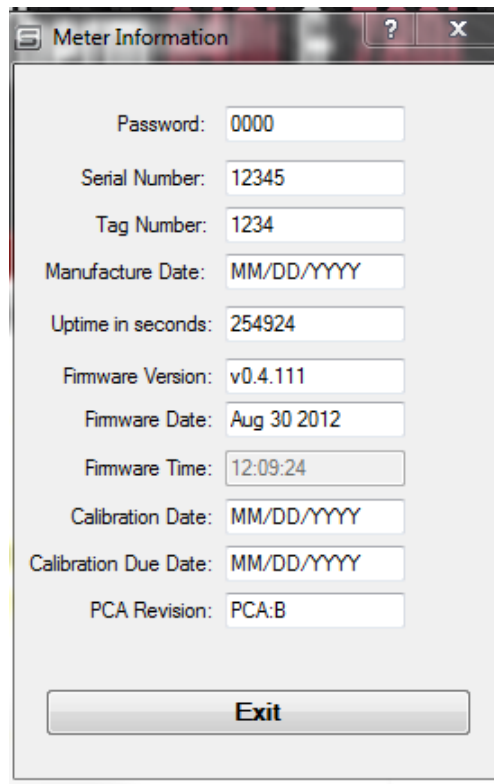 Meter Information
?
X
Password: 0000
Serial Number: 12345
Tag Number: 1234
Manufacture Date: MM/DD/YYYY
Uptime in seconds: 254924
Firmware Version: v0.4.111
Firmware Date: Aug 30 2012
Firmware Time: 12:09:24
Calibration Date: MM/DD/YYYY
Calibration Due Date: MM/DD/YYYY
PCA Revision: PCA:B
Exit